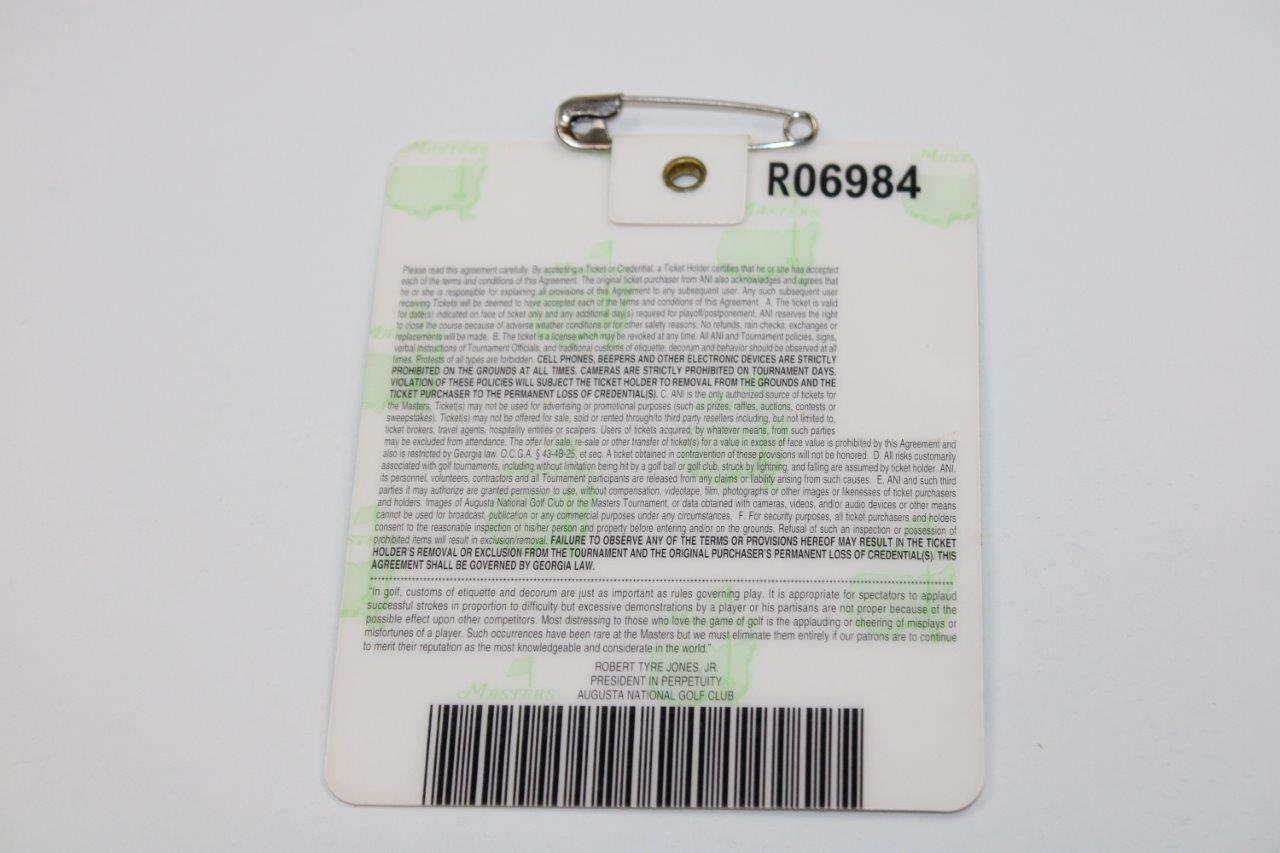 MASTERS
MASTERS
R06984
MASTERS
Please read this agreement carefully. By accepting a Ticket or Credential, a Ticket Holder certifies that he or she has accepted
each of the terms and conditions of this Agreement. The original ticket purchaser from ANI also acknowledges and agrees that
he or she is responsible for explaining all provisions of this Agreement to any subsequent user. Any such subsequent user
receiving Tickets will be deemed to have accepted each of the terms and conditions of this Agreement. A. The ticket is valid
for date(s) indicated on face of ticket only and any additional day(s) required for playoff/postponement. ANI reserves the right
to close the course because of adverse weather conditions or for other safety reasons. No refunds, rain checks, exchanges or
replacements will be made. B. The ticket is a license which may be revoked at any time. All ANI and Tournament policies, signs,
verbal instructions of Tournament Officials, and traditional customs of etiquette, decorum and behavior should be observed at all
times. Protests of all types are forbidden. CELL PHONES, BEEPERS AND OTHER ELECTRONIC DEVICES ARE STRICTLY
PROHIBITED ON THE GROUNDS AT ALL TIMES. CAMERAS ARE STRICTLY PROHIBITED ON TOURNAMENT DAYS.
VIOLATION OF THESE POLICIES WILL SUBJECT THE TICKET HOLDER TO REMOVAL FROM THE GROUNDS AND THE
TICKET PURCHASER TO THE PERMANENT LOSS OF CREDENTIAL(S). C. ANI is the only authorized source of tickets for
the Masters. Ticket(s) may not be used for advertising or promotional purposes (such as prizes, raffles, auctions, contests or
sweepstakes). Ticket(s) may not be offered for sale, sold or rented through/to third party resellers including, but not limited to,
ticket brokers, travel agents, hospitality entities or scalpers. Users of tickets acquired, by whatever means, from such parties
may be excluded from attendance. The offer for sale, re-sale or other transfer of ticket(s) for a value in excess of face value is prohibited by this Agreement and
also is restricted by Georgia law. O.C.G.A. § 43-4B-25, et seq. A ticket obtained in contravention of these provisions will not be honored. D. All risks customarily
associated with golf tournaments, including without limitation being hit by a golf ball or golf club, struck by lightning, and falling are assumed by ticket holder. ANI,
its personnel, volunteers, contractors and all Tournament participants are released from any claims or liability arising from such causes. E. ANI and such third
parties it may authorize are granted permission to use, without compensation, videotape, film, photographs or other images or likenesses of ticket purchasers
and holders. Images of Augusta National Golf Club or the Masters Tournament, or data obtained with cameras, videos, and/or audio devices or other means
cannot be used for broadcast, publication or any commercial purposes under any circumstances. F. For security purposes, all ticket purchasers and holders
consent to the reasonable inspection of his/her person and property before entering and/or on the grounds. Refusal of such an inspection or possession of
prohibited items will result in exclusion/removal. FAILURE TO OBSERVE ANY OF THE TERMS OR PROVISIONS HEREOF MAY RESULT IN THE TICKET
HOLDER'S REMOVAL OR EXCLUSION FROM THE TOURNAMENT AND THE ORIGINAL PURCHASER'S PERMANENT LOSS OF CREDENTIAL(S). THIS
AGREEMENT SHALL BE GOVERNED BY GEORGIA LAW.
"In golf, customs of etiquette and decorum are just as important as rules governing play. It is appropriate for spectators to applaud
successful strokes in proportion to difficulty but excessive demonstrations by a player or his partisans are not proper because of the
possible effect upon other competitors. Most distressing to those who love the game of golf is the applauding or cheering of misplays or
misfortunes of a player. Such occurrences have been rare at the Masters but we must eliminate them entirely if our patrons are to continue
to merit their reputation as the most knowledgeable and considerate in the world."
ROBERT TYRE JONES, JR.
PRESIDENT IN PERPETUITY
AUGUSTA NATIONAL GOLF CLUB
MASTERS